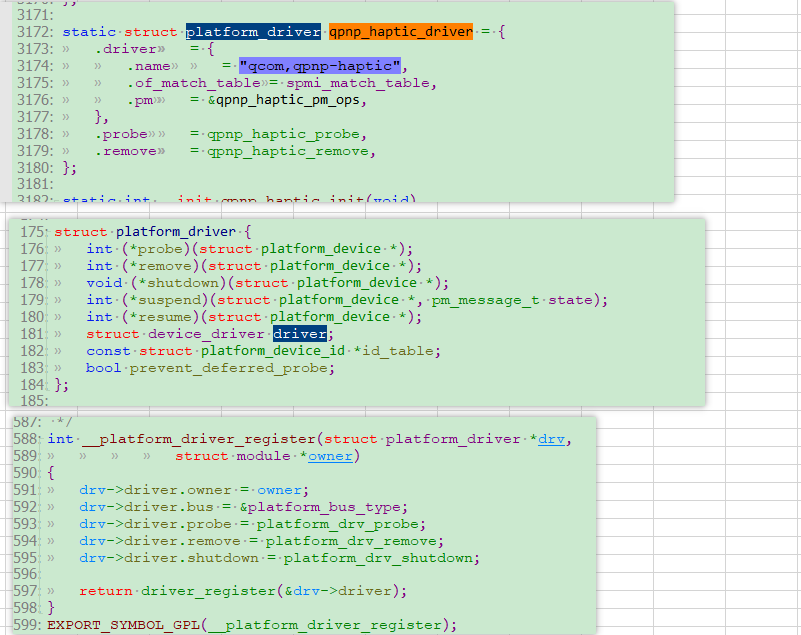 3171:
3172: static struct platform_driver qpnp_haptic_driver = {
3173: » .driver» = {
3174: » » .name» » = "qcom,qpnp-haptic",
3175: » » .of_match_table»= spmi_match_table,
3176: » » .pm»» = &qpnp_haptic_pm_ops,
3177: » },
3178: » .probe»» = qpnp_haptic_probe,
3179: » .remove» = qpnp_haptic_remove,
3180: };
3181:
3182: static int __init qpnp_haptic_init(void)
175: struct platform_driver {
176: » int (*probe)(struct platform_device *);
177: » int (*remove)(struct platform_device *);
178: » void (*shutdown)(struct platform_device *);
179: » int (*suspend)(struct platform_device *, pm_message_t state);
180: » int (*resume)(struct platform_device *);
181: » struct device_driver driver;
182: » const struct platform_device_id *id_table;
183: » bool prevent_deferred_probe;
184: };
185:
587: */
588: int __platform_driver_register(struct platform_driver *drv,
589: » » » » struct module *owner)
590: {
591: » drv->driver.owner = owner;
592: » drv->driver.bus = &platform_bus_type;
593: » drv->driver.probe = platform_drv_probe;
594: » drv->driver.remove = platform_drv_remove;
595: » drv->driver.shutdown = platform_drv_shutdown;
596:
597: » return driver_register(&drv->driver);
598: }
599: EXPORT_SYMBOL_GPL(__platform_driver_register);